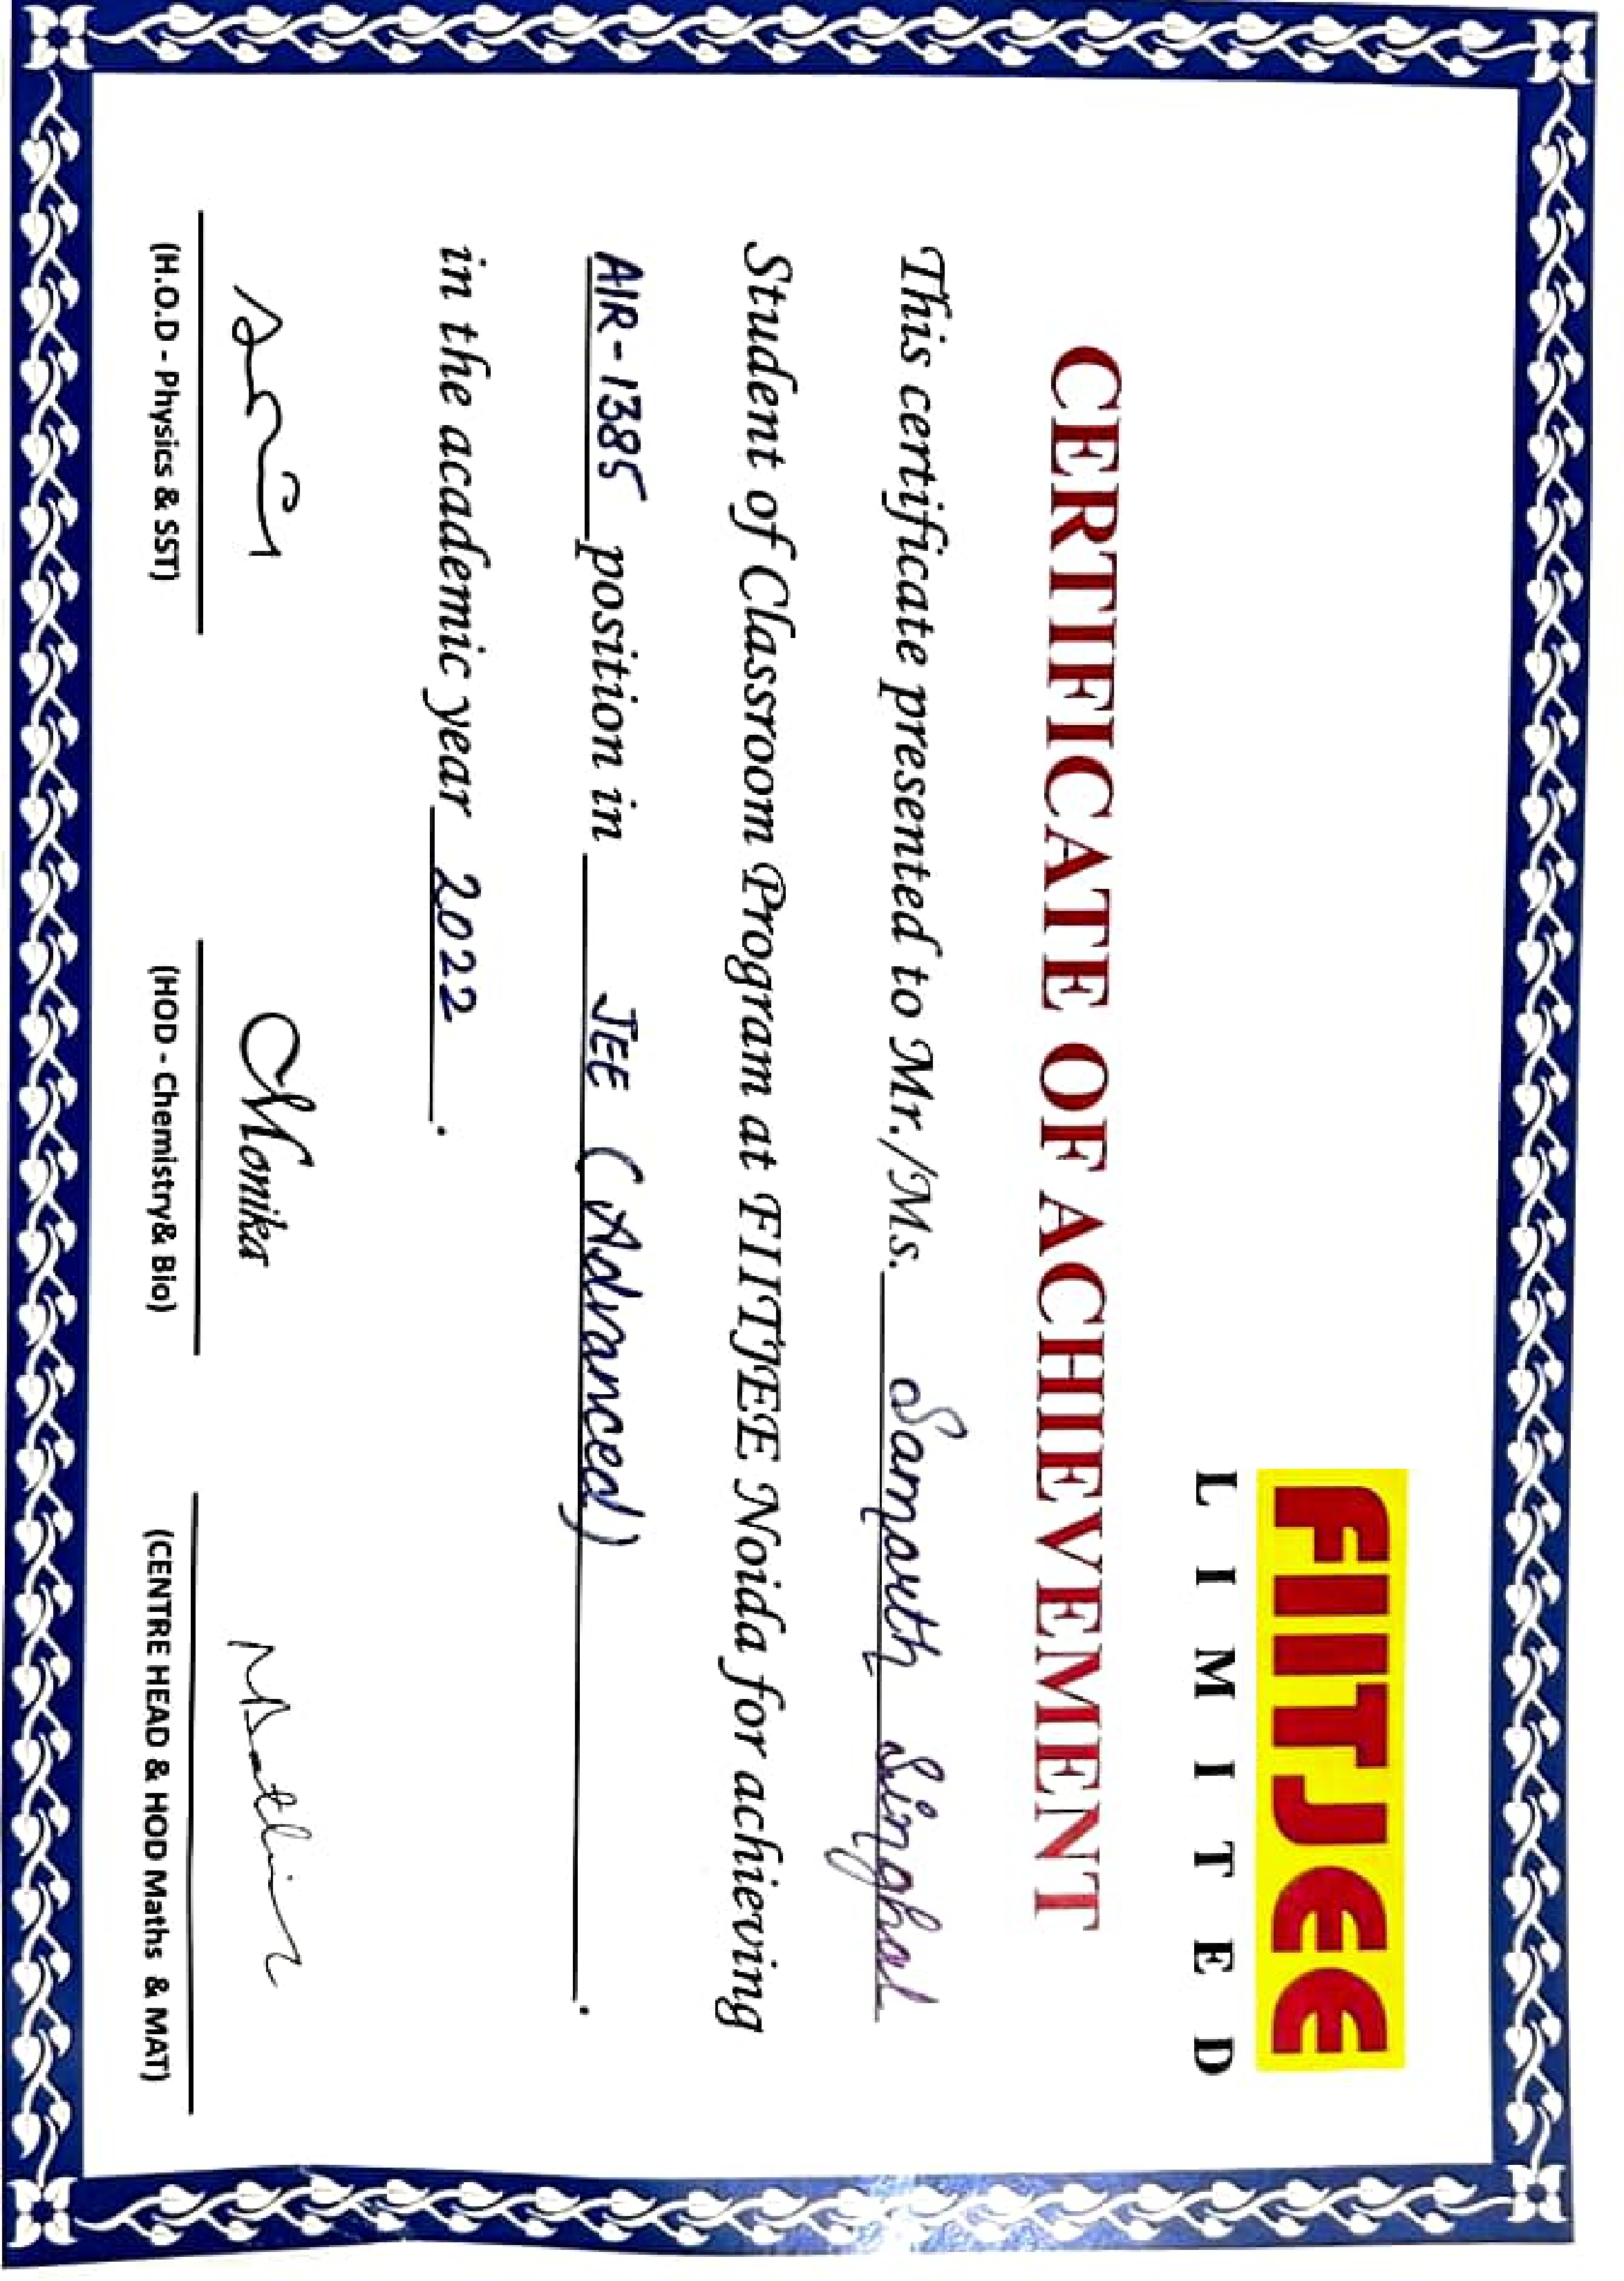 FIITJEE
LIMITED
CERTIFICATE OF ACHIEVEMENT
This certificate presented to Mr./Ms. Samarth Singhal
Student of Classroom Program at FIITJEE Noida for achieving
AIR-1385 position in JEE (Advanced).
in the academic year 2022.
Monika
(H.O.D - Physics & SST) (HOD - Chemistry& Bio) (CENTRE HEAD & HOD Maths & MAT)